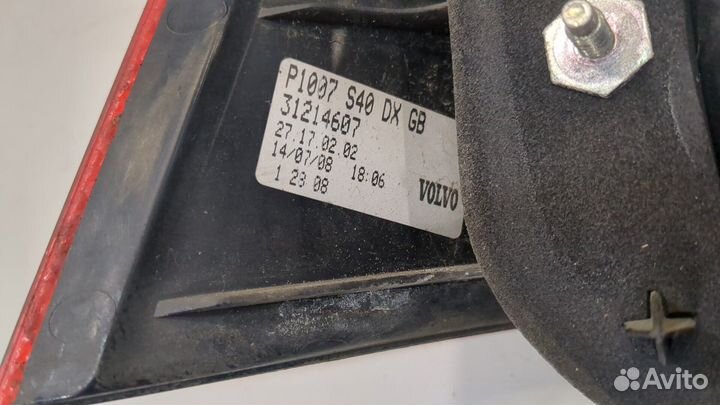 P1007 S40 DX GB
31214607
27.17.02.02
14/07/08 18:06
1 23 08 VOLVO
Avito